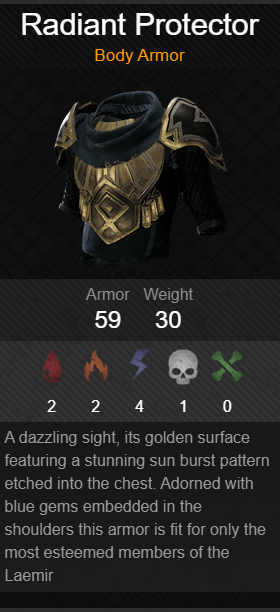 Radiant Protector
Body Armor
Armor Weight
59 30
2 2 4 1 0
A dazzling sight, its golden surface
featuring a stunning sun burst pattern
etched into the chest. Adorned with
blue gems embedded in the
shoulders this armor is fit for only the
most esteemed members of the
Laemir